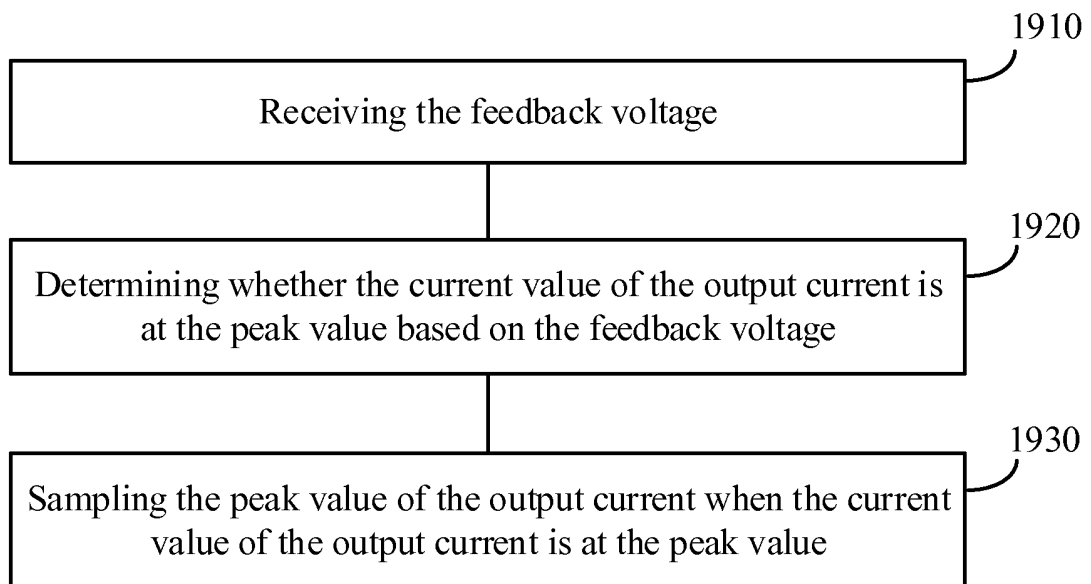 1910
Receiving the feedback voltage
1920
Determining whether the current value of the output current is
at the peak value based on the feedback voltage
1930
Sampling the peak value of the output current when the current
value of the output current is at the peak value